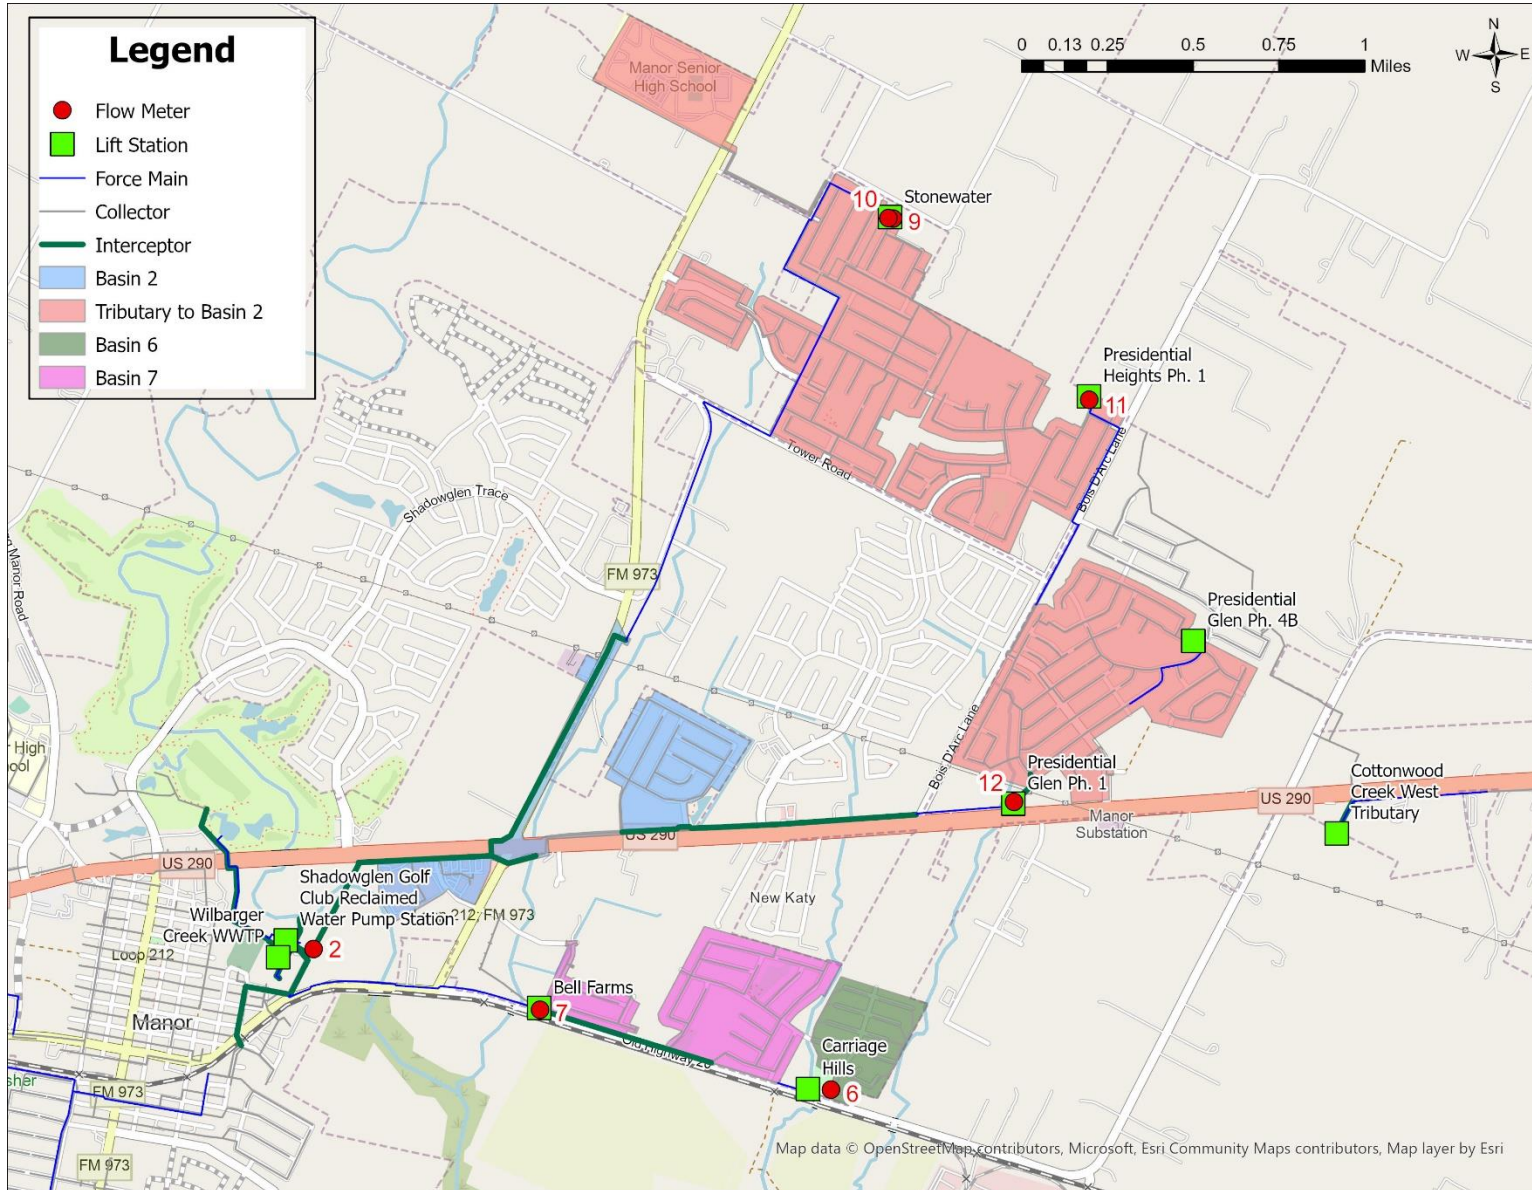 Legend
Flow Meter
Lift Station
Force Main
Collector
Interceptor
Basin 2
Tributary to Basin 2
Basin 6
Basin 7
0 0.13 0.25 0.5 0.75 1
Miles
N
W E
S
Manor Senior
High School
10
Stonewater
9
Presidential
Heights Ph. 1
11
Bois D'Arc Lane
Tower Road
Shadowglen Trace
FM 973
Manor Road
Presidential
Glen Ph. 4B
Bois D'Arc Lane
High
12
Presidential
Glen Ph. 1
Manor
Substation
US 290
Cottonwood
Creek West
Tributary
US 290
US 290
Shadowglen Golf
Club Reclaimed
Water Pump Station
Wilbarger
Creek WWTP
2
212; FM 973
New Katy
Loop 212
Bell Farms
7
Manor
Old Highway 20
Carriage
Hills
6
FM 973
FM 973
Map data © OpenStreetMap contributors, Microsoft, Esri Community Maps contributors, Map layer by Esri